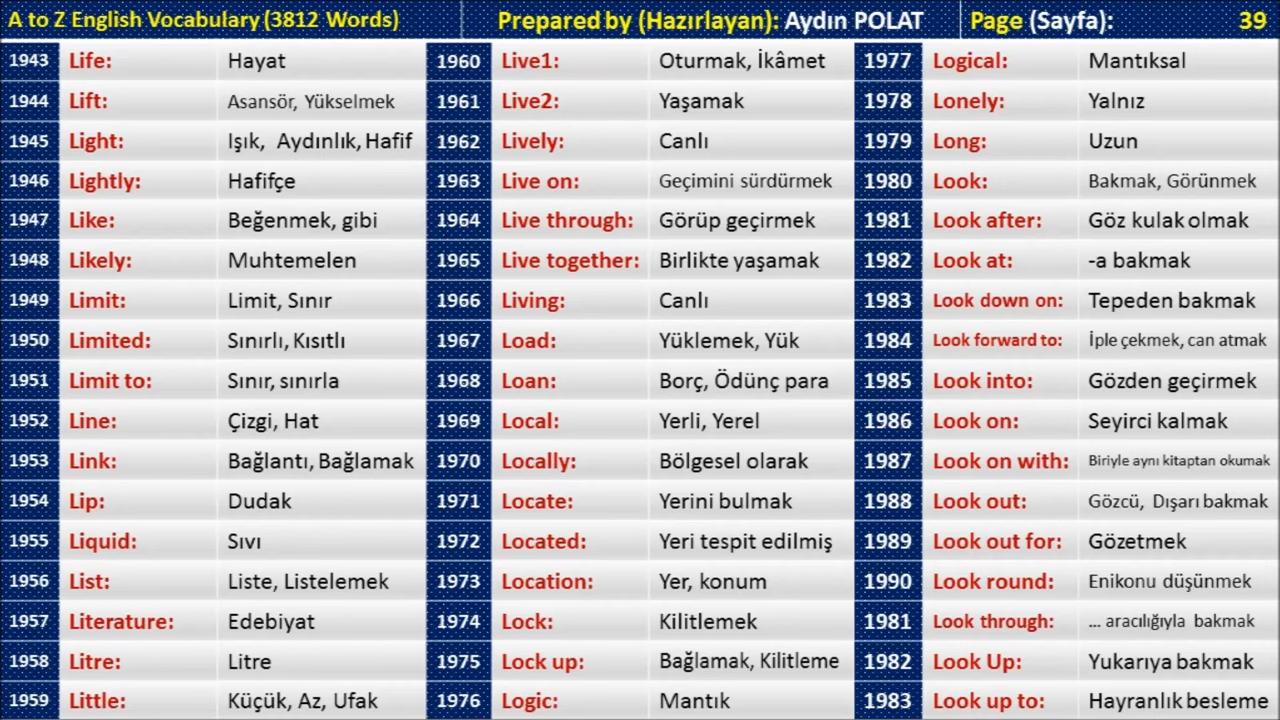 A to Z English Vocabulary (3812 Words) Prepared by (Hazırlayan): Aydın POLAT Page (Sayfa): 39
1943 Life: Hayat
1944 Lift: Asansör, Yükselmek
1945 Light: Işık, Aydınlık, Hafif
1946 Lightly: Hafifçe
1947 Like: Beğenmek, gibi
1948 Likely: Muhtemelen
1949 Limit: Limit, Sınır
1950 Limited: Sınırlı, Kısıtlı
1951 Limit to: Sınır, sınırla
1952 Line: Çizgi, Hat
1953 Link: Bağlantı, Bağlamak
1954 Lip: Dudak
1955 Liquid: Sıvı
1956 List: Liste, Listelemek
1957 Literature: Edebiyat
1958 Litre: Litre
1959 Little: Küçük, Az, Ufak
1960 Live1: Oturmak, İkâmet
1961 Live2: Yaşamak
1962 Lively: Canlı
1963 Live on: Geçimini sürdürmek
1964 Live through: Görüp geçirmek
1965 Live together: Birlikte yaşamak
1966 Living: Canlı
1967 Load: Yüklemek, Yük
1968 Loan: Borç, Ödünç para
1969 Local: Yerli, Yerel
1970 Locally: Bölgesel olarak
1971 Locate: Yerini bulmak
1972 Located: Yeri tespit edilmiş
1973 Location: Yer, konum
1974 Lock: Kilitlemek
1975 Lock up: Bağlamak, Kilitleme
1976 Logic: Mantık
1977 Logical: Mantıksal
1978 Lonely: Yalnız
1979 Long: Uzun
1980 Look: Bakmak, Görünmek
1981 Look after: Göz kulak olmak
1982 Look at: -a bakmak
1983 Look down on: Tepeden bakmak
1984 Look forward to: İple çekmek, can atmak
1985 Look into: Gözden geçirmek
1986 Look on: Seyirci kalmak
1987 Look on with: Biriyle kitaptan okumak
1988 Look out: Gözcü, Dışarı bakmak
1989 Look out for: Gözetmek
1990 Look round: Enikonu düşünmek
1981 Look through: ... aracılığıyla bakmak
1982 Look Up: Yukarıya bakmak
1983 Look up to: Hayranlık besleme